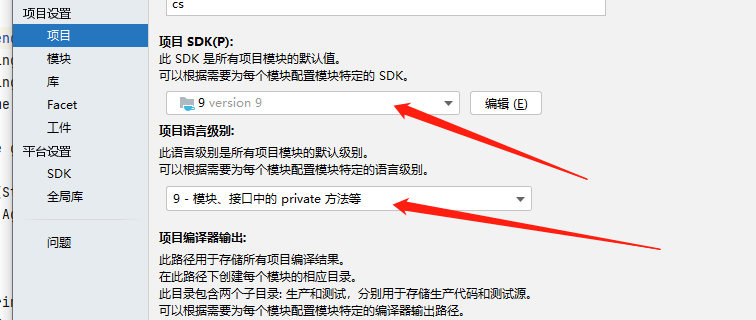 项目设置
cs
项目
项目 SDK(P):
模块
此 SDK 是所有项目模块的默认值。
可以根据需要为每个模块配置模块特定的 SDK。
库
Facet
9 version 9
编辑 (E)
工件
项目语言级别:
平台设置
此语言级别是所有项目模块的默认级别。
可以根据需要为每个模块配置特定的语言级别。
SDK
全局库
9 - 模块、接口中的 private 方法等
问题
项目编译器输出:
此路径用于存储所有项目编译结果。
在此路径下创建每个模块的相应目录。
此目录包含两个子目录: 生产和测试，分别用于存储生产代码和测试源。
可以根据需要为每个模块配置特定的编译器输出路径。